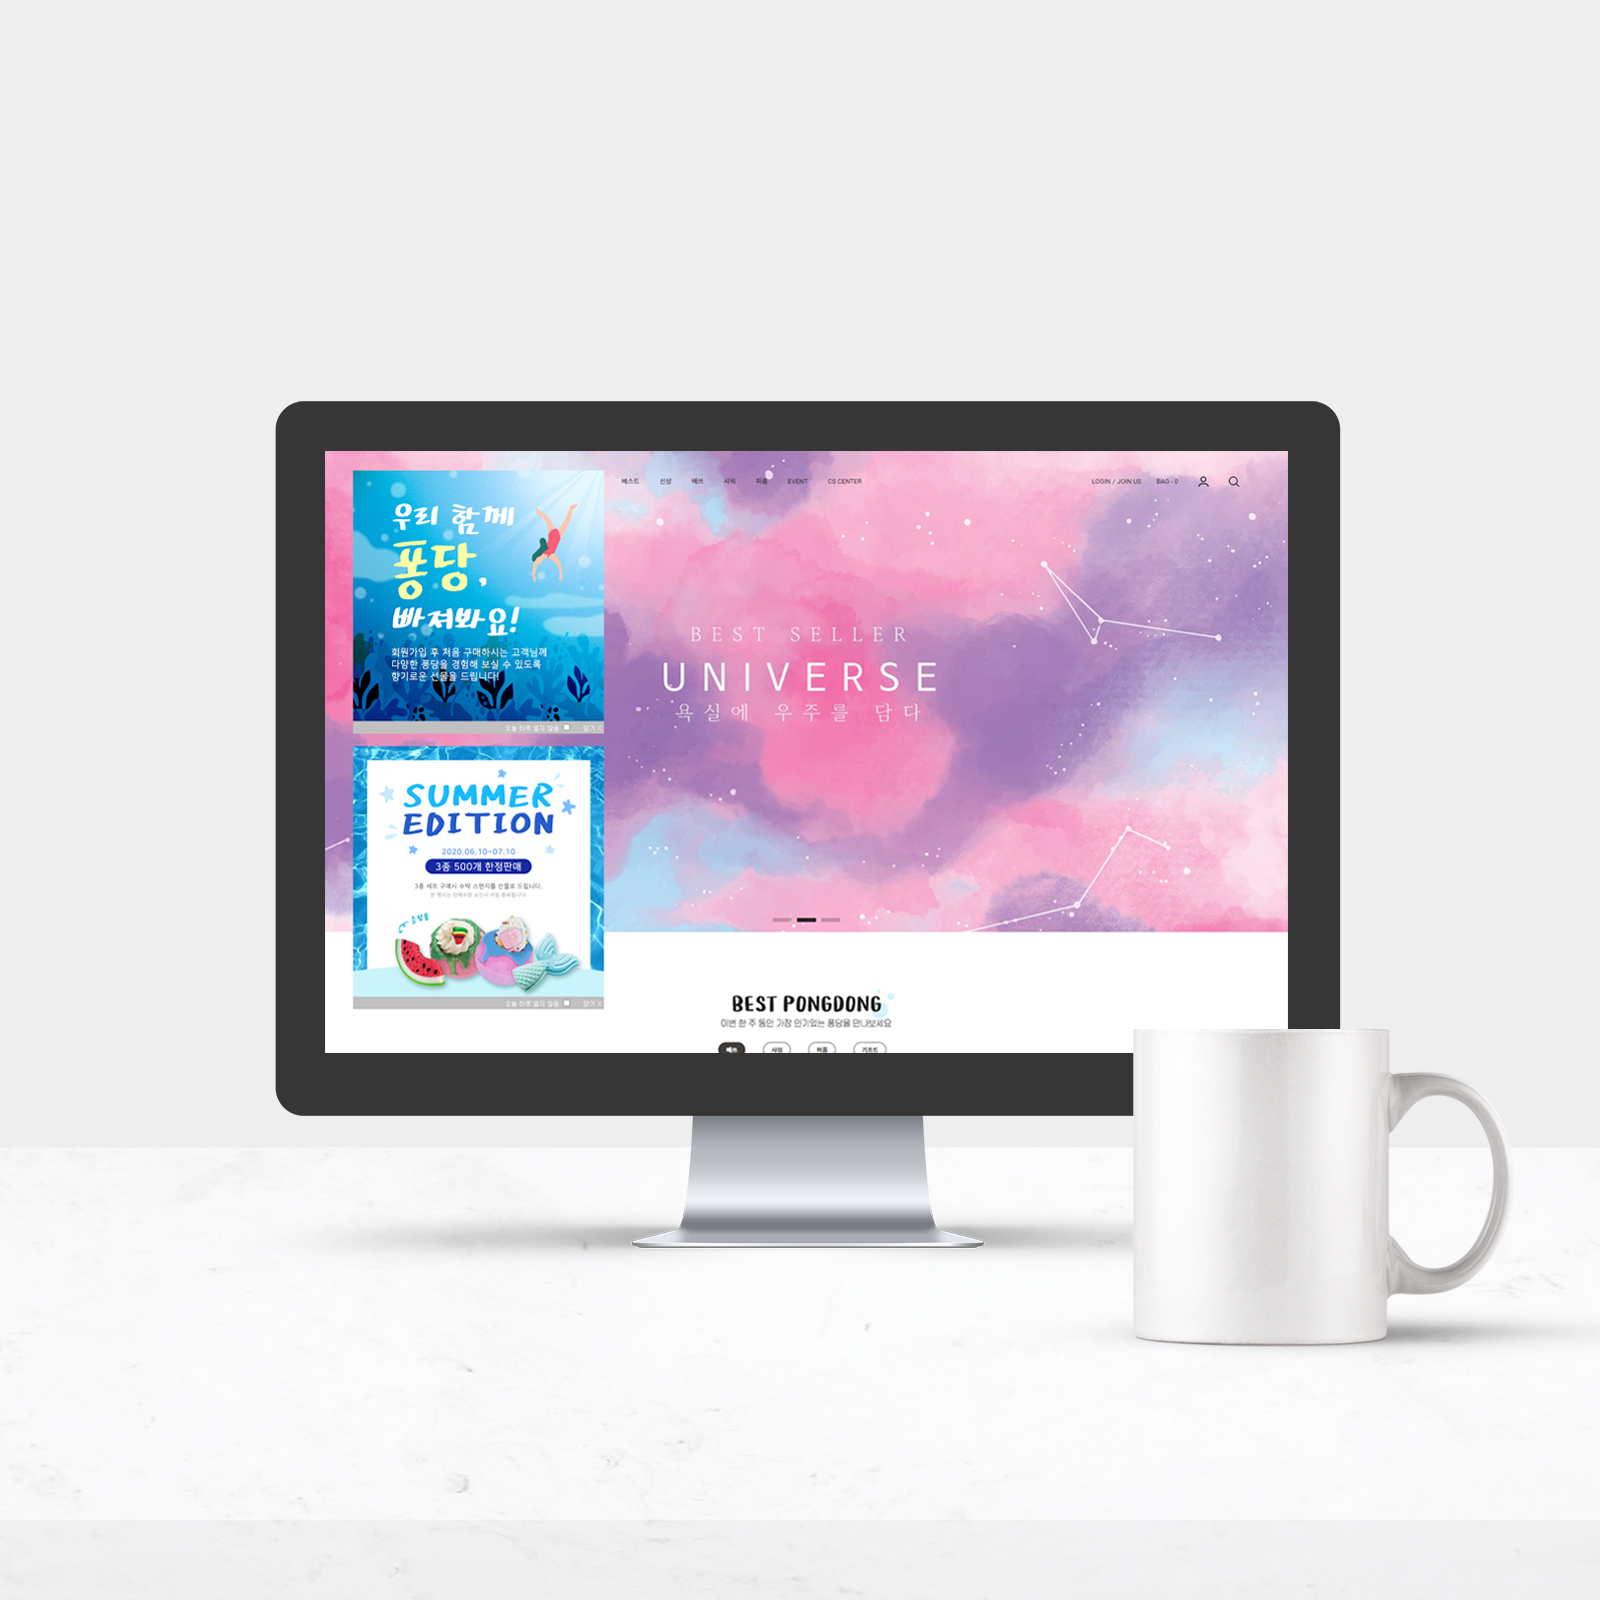 베스트 신상 배쓰 샤워 퍼퓸 EVENT CS CENTER LOGIN / JOIN US BAG - 0
우리 함께
퐁당,
빠져봐요!
회원가입 후 처음 구매하시는 고객님께
다양한 퐁당을 경험해 보실 수 있도록
향기로운 선물을 드립니다!
오늘 하루 열지 않음 닫기 X
SUMMER
EDITION
2020.06.10-07.10
3종 500개 한정판매
3종 세트 구매시 수박 스펀지를 선물로 드립니다.
오늘 하루 열지 않음 닫기 X
BEST SELLER
UNIVERSE
욕실에 우주를 담다
BEST PONGDONG
이번 한 주 동안 가장 인기있는 퐁당을 만나보세요
배쓰 샤워 퍼퓸 기프트